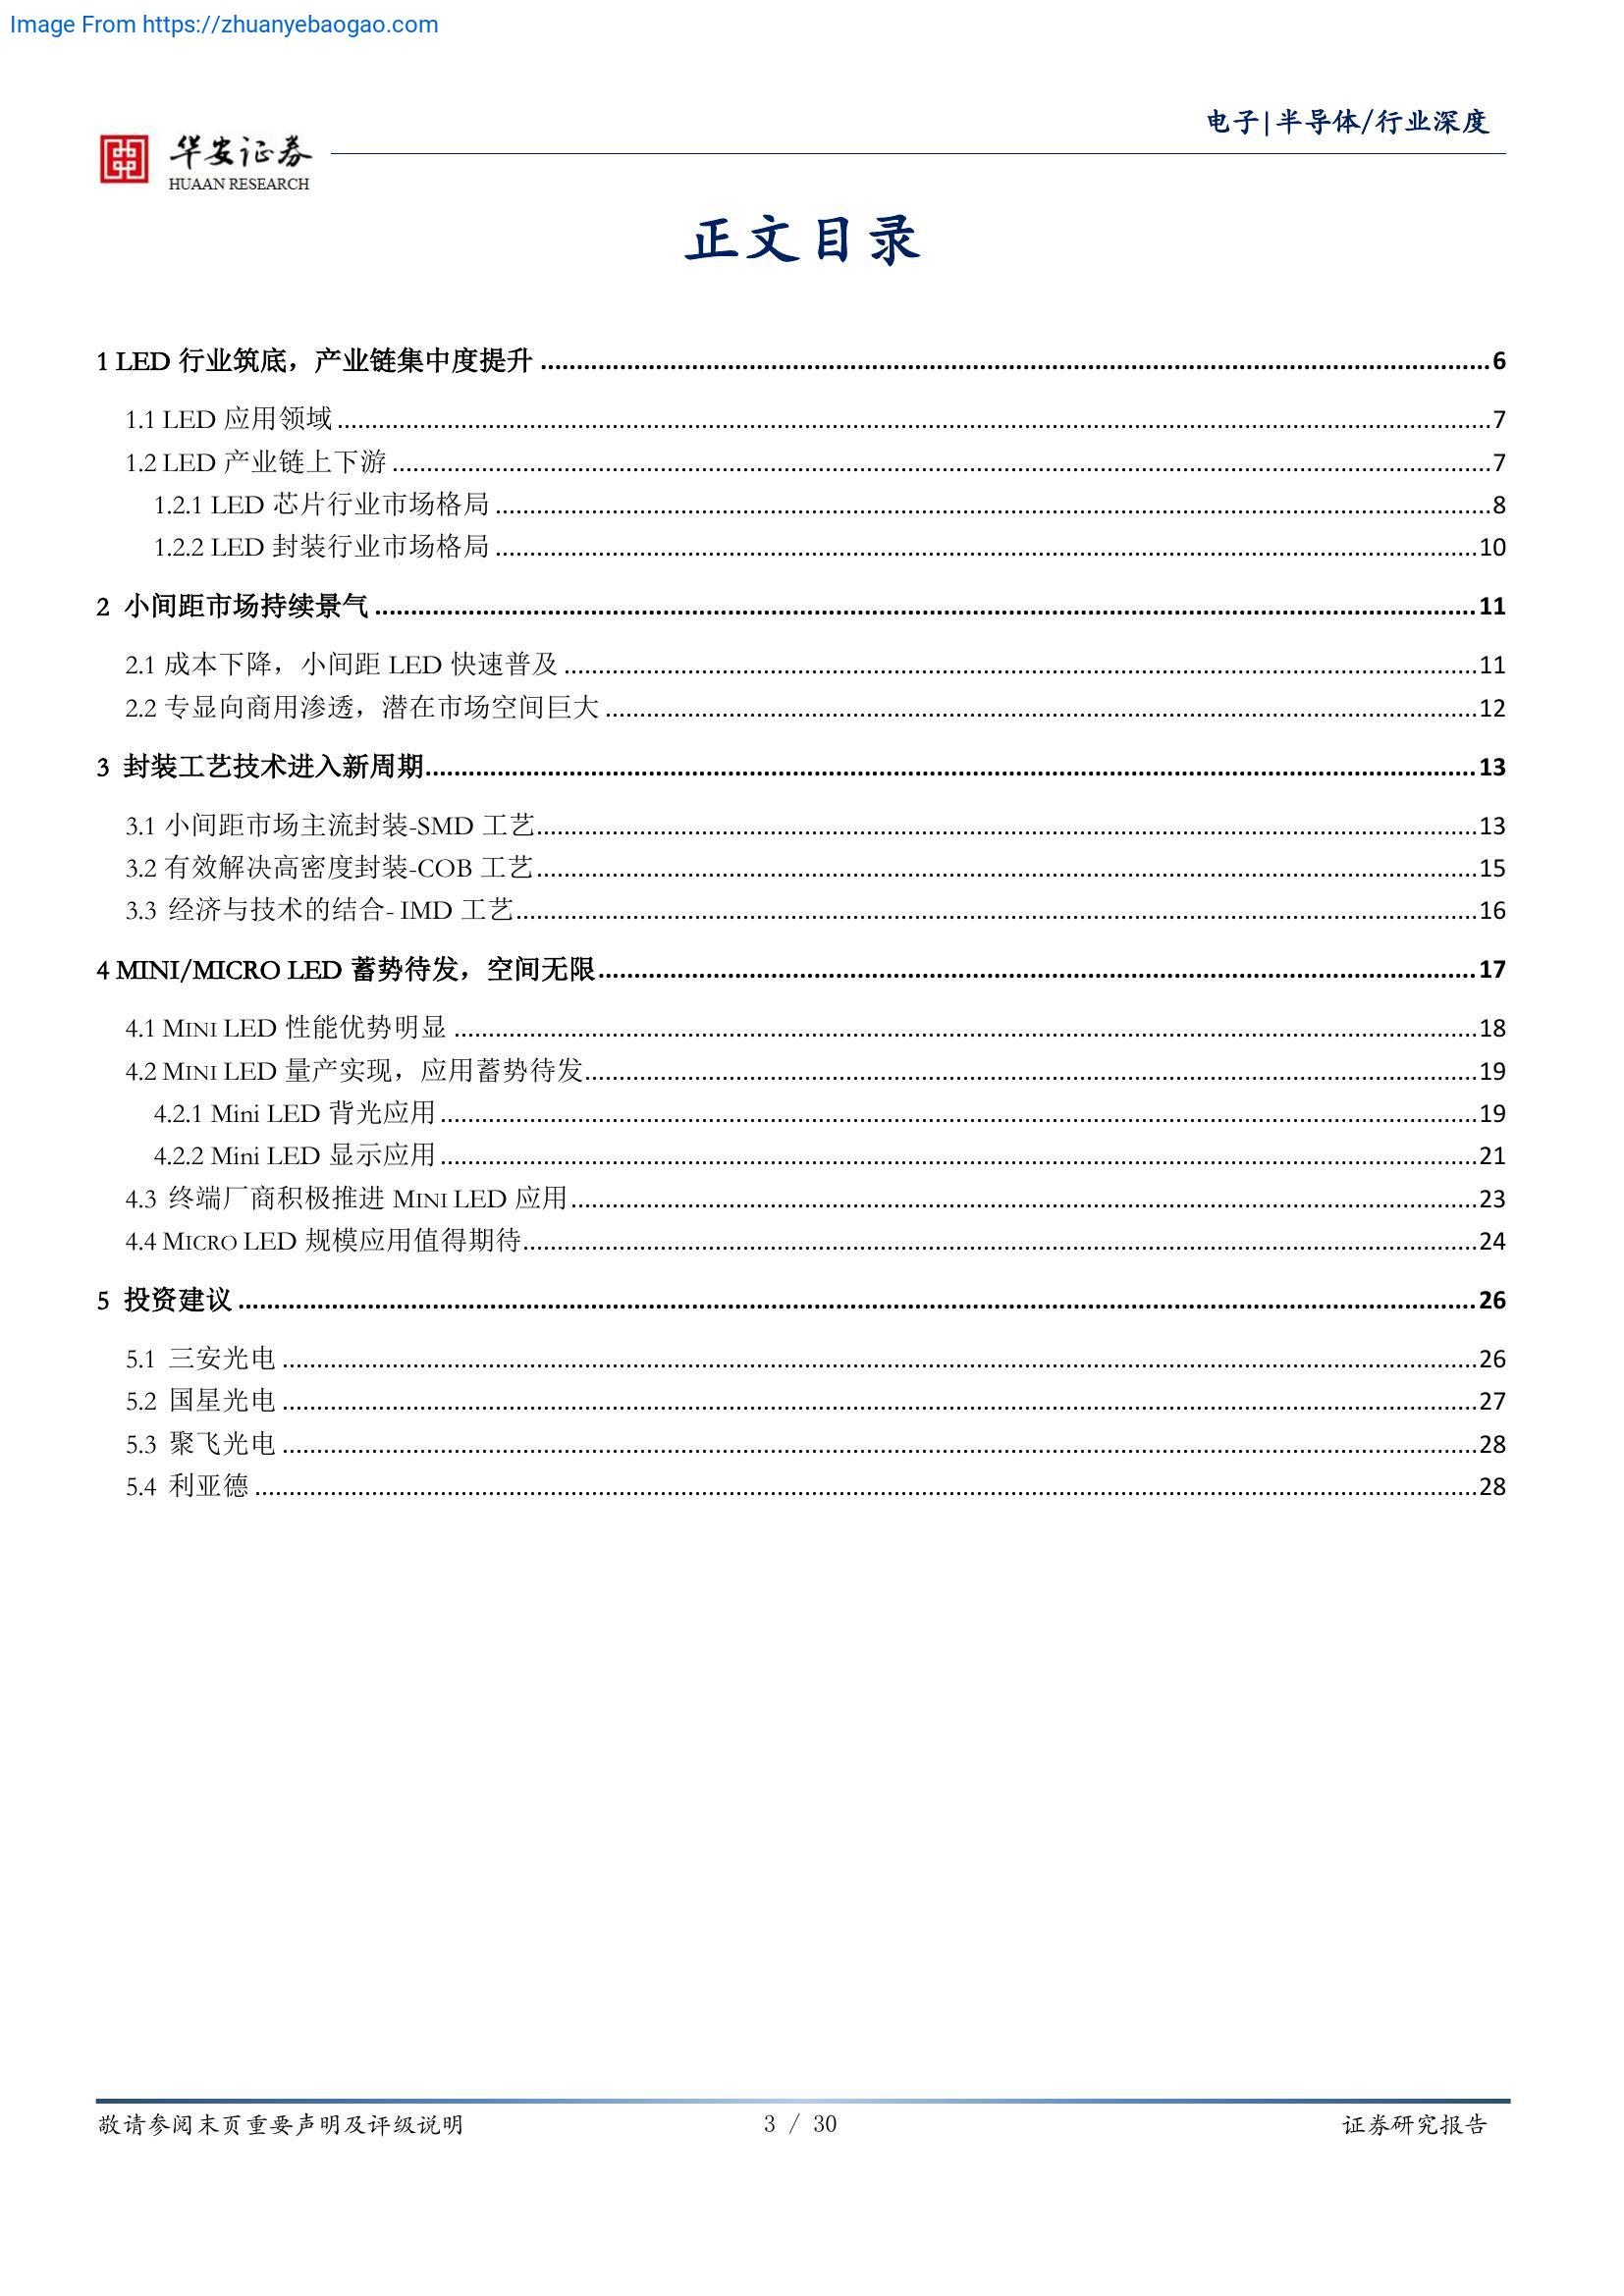 Image From https://zhuanyebaogao.com
电子|半导体/行业深度
华安证券
HUAAN RESEARCH
正文目录
1 LED 行业筑底，产业链集中度提升 ........ 6
1.1 LED 应用领域 ........ 7
1.2 LED 产业链上下游 ........ 7
1.2.1 LED 芯片行业市场格局 ........ 8
1.2.2 LED 封装行业市场格局 ........ 10
2 小间距市场持续景气 ........ 11
2.1 成本下降，小间距 LED 快速普及 ........ 11
2.2 专显向商用渗透，潜在市场空间巨大 ........ 12
3 封装工艺技术进入新周期 ........ 13
3.1 小间距市场主流封装-SMD 工艺 ........ 13
3.2 有效解决高密度封装-COB 工艺 ........ 15
3.3 经济与技术的结合- IMD 工艺 ........ 16
4 MINI/MICRO LED 蓄势待发，空间无限 ........ 17
4.1 MINI LED 性能优势明显 ........ 18
4.2 MINI LED 量产实现，应用蓄势待发 ........ 19
4.2.1 Mini LED 背光应用 ........ 19
4.2.2 Mini LED 显示应用 ........ 21
4.3 终端厂商积极推进 MINI LED 应用 ........ 23
4.4 MICRO LED 规模应用值得期待 ........ 24
5 投资建议 ........ 26
5.1 三安光电 ........ 26
5.2 国星光电 ........ 27
5.3 聚飞光电 ........ 28
5.4 利亚德 ........ 28
敬请参阅末页重要声明及评级说明 3 / 30 证券研究报告